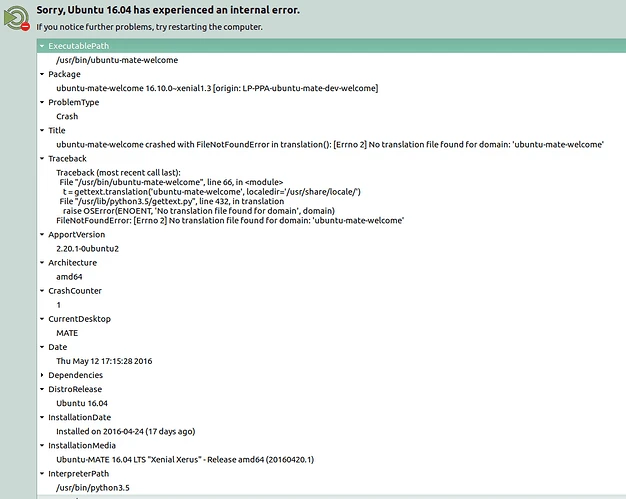 Sorry, Ubuntu 16.04 has experienced an internal error.
If you notice further problems, try restarting the computer.
ExecutablePath
/usr/bin/ubuntu-mate-welcome
Package
ubuntu-mate-welcome 16.10.0~xenial1.3 [origin: LP-PPA-ubuntu-mate-dev-welcome]
ProblemType
Crash
Title
ubuntu-mate-welcome crashed with FileNotFoundError in translation(): [Errno 2] No translation file found for domain: 'ubuntu-mate-welcome'
Traceback
Traceback (most recent call last):
File "/usr/bin/ubuntu-mate-welcome", line 66, in <module>
t = gettext.translation('ubuntu-mate-welcome', localedir='/usr/share/locale/')
File "/usr/lib/python3.5/gettext.py", line 432, in translation
raise OSError(ENOENT, 'No translation file found for domain', domain)
FileNotFoundError: [Errno 2] No translation file found for domain: 'ubuntu-mate-welcome'
ApportVersion
2.20.1-0ubuntu2
Architecture
amd64
CrashCounter
1
CurrentDesktop
MATE
Date
Thu May 12 17:15:28 2016
Dependencies
DistroRelease
Ubuntu 16.04
InstallationDate
Installed on 2016-04-24 (17 days ago)
InstallationMedia
Ubuntu-MATE 16.04 LTS "Xenial Xerus" - Release amd64 (20160420.1)
InterpreterPath
/usr/bin/python3.5